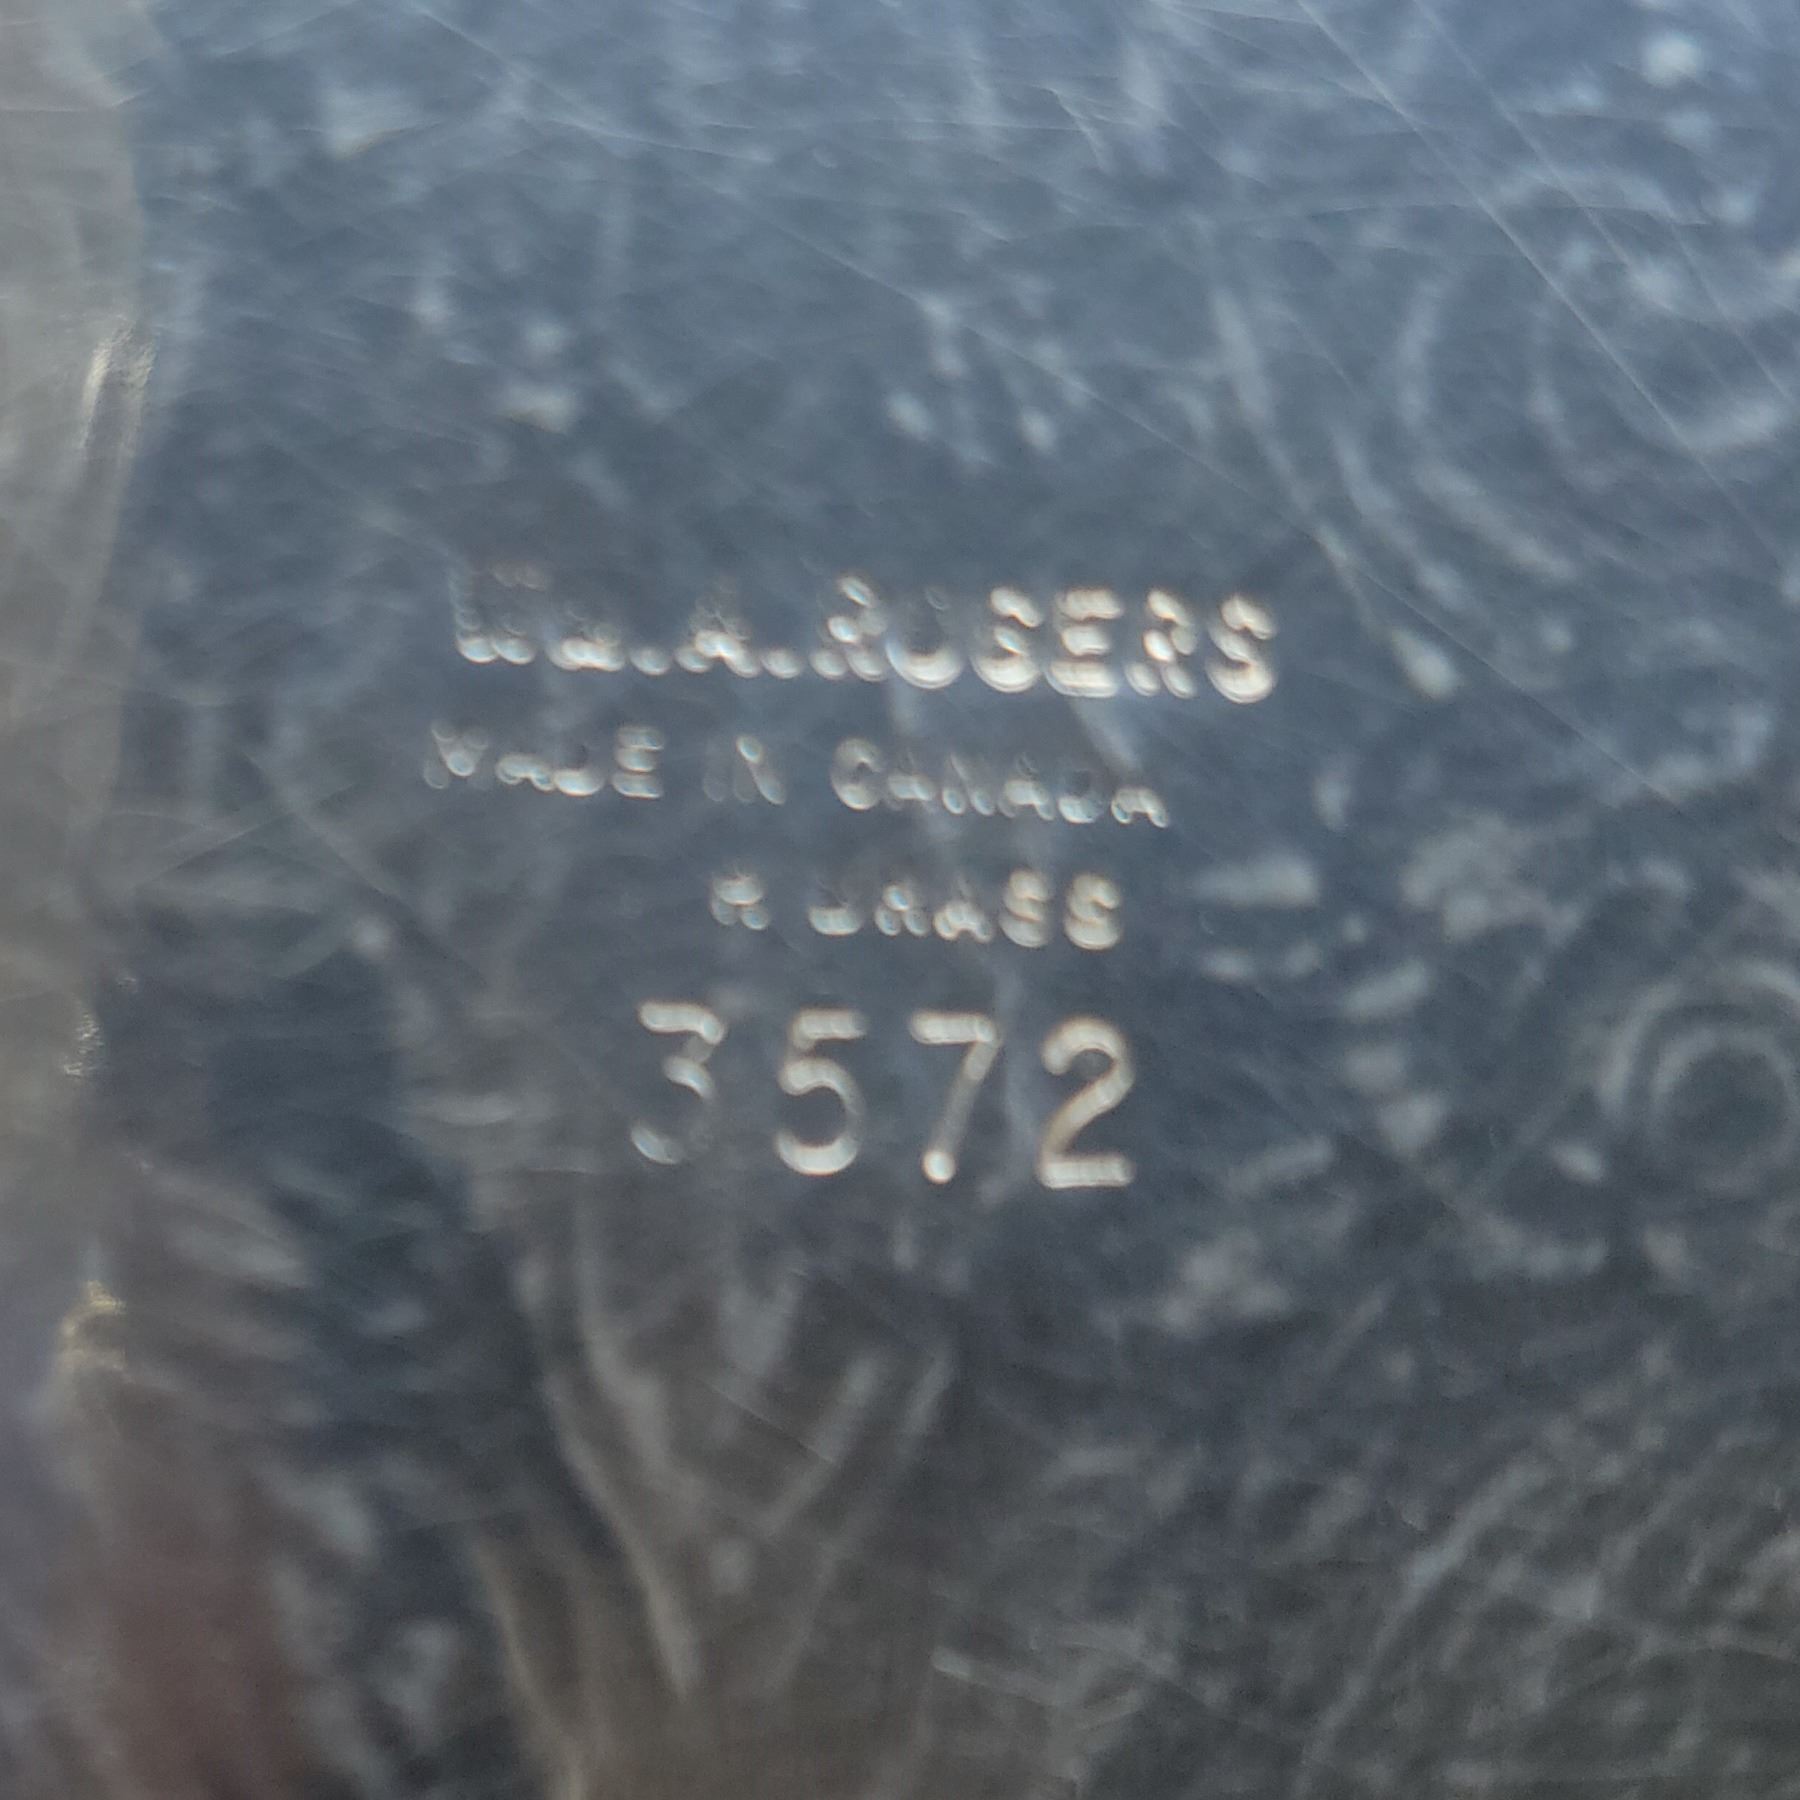 WM.A.ROGERS
MADE IN CANADA
BRASS
3572